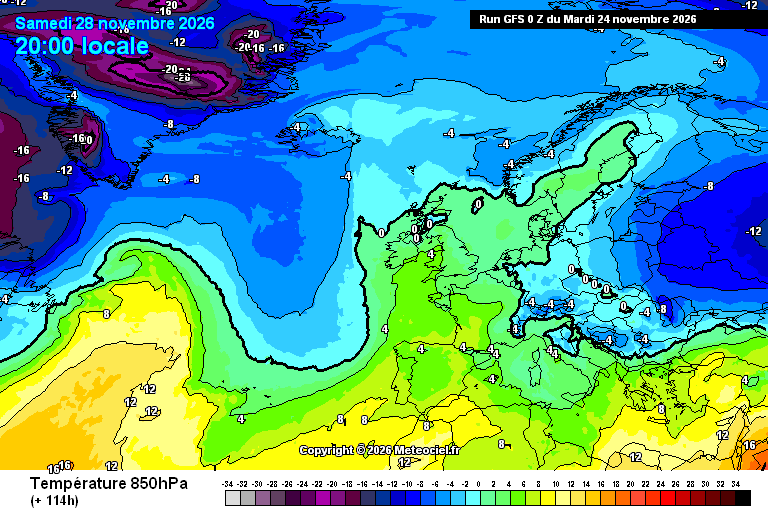 Samedi 28 novembre 2026
20:00 locale
Run GFS 0 Z du Mardi 24 novembre 2026
Copyright © 2026 Meteociel.fr
Température 850hPa
(+ 114h)
-34 -32 -30 -28 -26 -24 -22 -20 -18 -16 -14 -12 -10 -8 -6 -4 -2 0 2 4 6 8 10 12 14 16 18 20 22 24 26 28 30 32 34